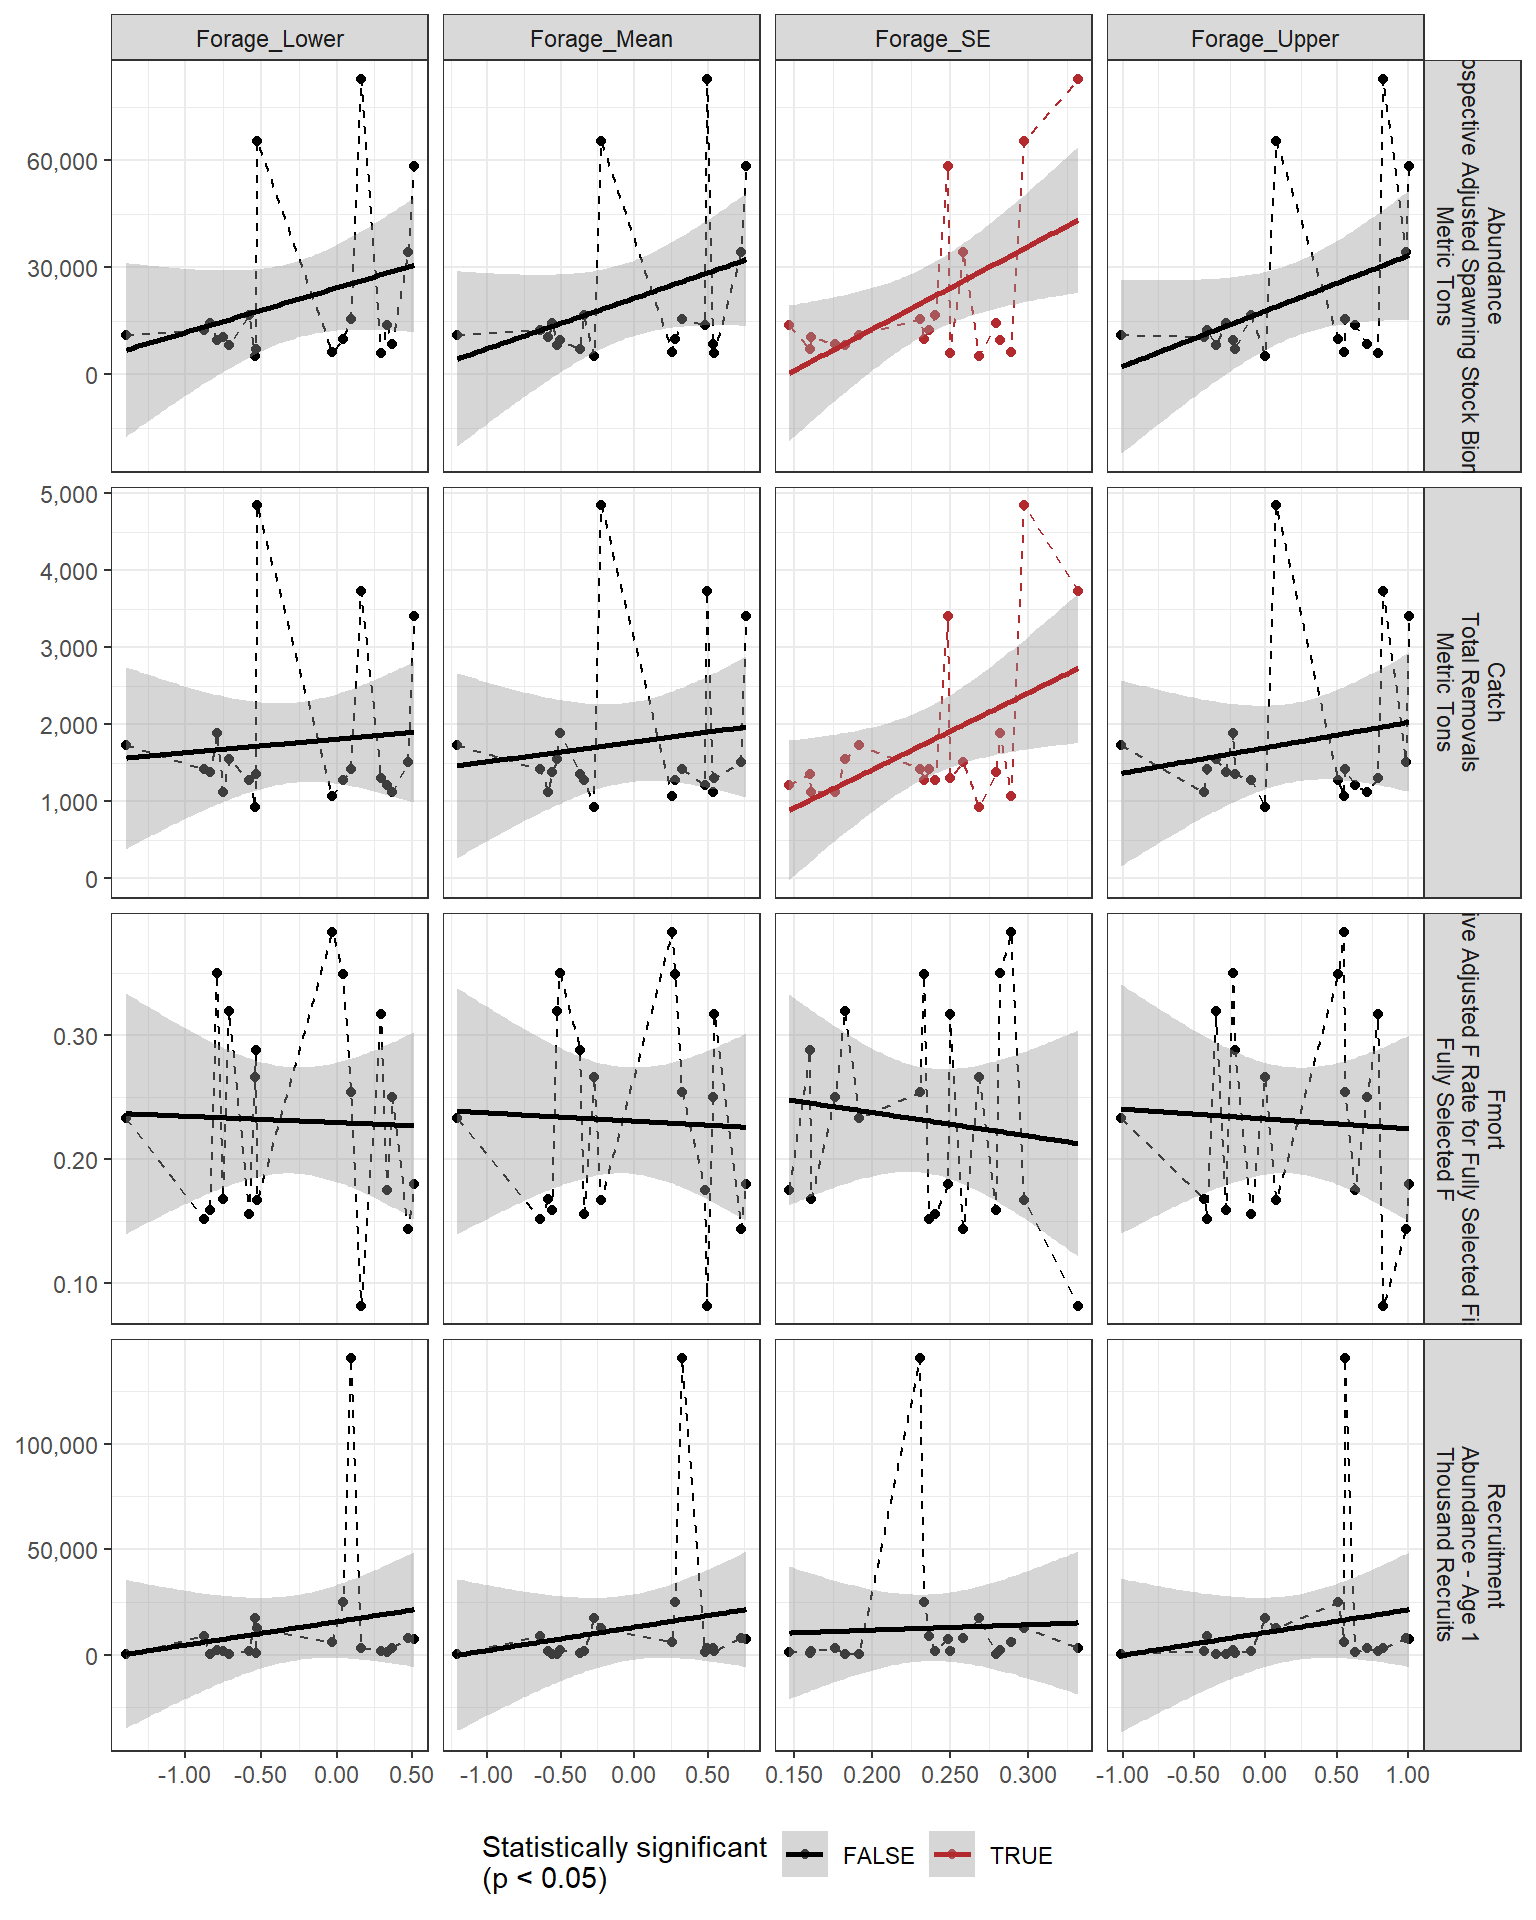 Forage_Lower Forage_Mean Forage_SE Forage_Upper
60,000
30,000
0
Abundance
Adjusted Spawning Stock
Metric Tons
5,000
4,000
3,000
2,000
1,000
0
Catch
Total Removals
Metric Tons
0.30
0.20
0.10
Fmort
Adjusted F Rate for Fully Selected
Fully Selected F
100,000
50,000
0
Recruitment
Abundance - Age 1
Thousand Recruits
-1.00 -0.50 0.00 0.50 -1.00 -0.50 0.00 0.50 0.150 0.200 0.250 0.300 -1.00 -0.50 0.00 0.50 1.00
Statistically significant
(p < 0.05)
FALSE TRUE